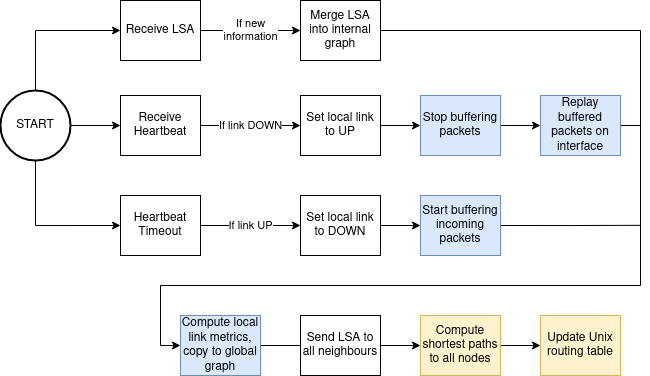 Receive LSA
If new
information
Merge LSA
into internal
graph
START
Receive
Heartbeat
If link DOWN
Set local link
to UP
Stop buffering
packets
Replay
buffered
packets on
interface
Heartbeat
Timeout
If link UP
Set local link
to DOWN
Start buffering
incoming
packets
Compute local
link metrics,
copy to global
graph
Send LSA to
all neighbours
Compute
shortest paths
to all nodes
Update Unix
routing table